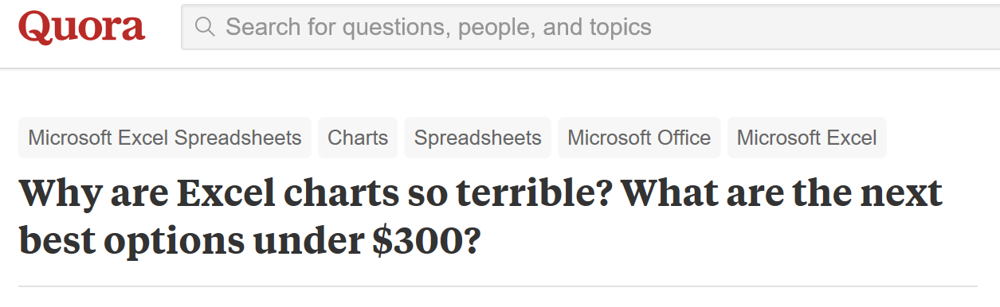 Quora Search for questions, people, and topics
Microsoft Excel Spreadsheets Charts Spreadsheets Microsoft Office Microsoft Excel
Why are Excel charts so terrible? What are the next
best options under $300?